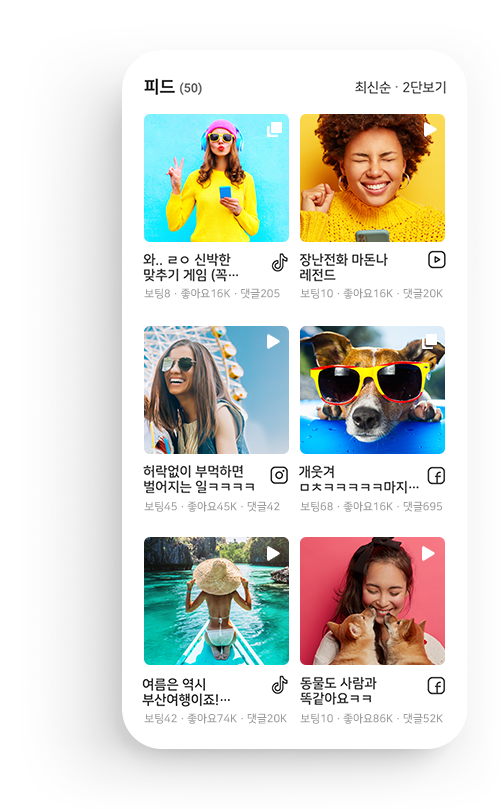 피드 (50)
최신순 · 2단보기
와.. ㄹㅇ 신박한
맞추기 게임 (꼭…
보팅8 · 좋아요16K · 댓글205
장난전화 마돈나
레전드
보팅10 · 좋아요16K · 댓글20K
허락없이 부먹하면
벌어지는 일ㅋㅋㅋㅋ
보팅45 · 좋아요45K · 댓글42
개웃겨
ㅁㅊㅋㅋㅋㅋㅋㅋ마지…
보팅68 · 좋아요16K · 댓글695
여름은 역시
부산여행이죠!…
보팅42 · 좋아요74K · 댓글20K
동물도 사람과
똑같아요ㅋㅋ
보팅10 · 좋아요86K · 댓글52K